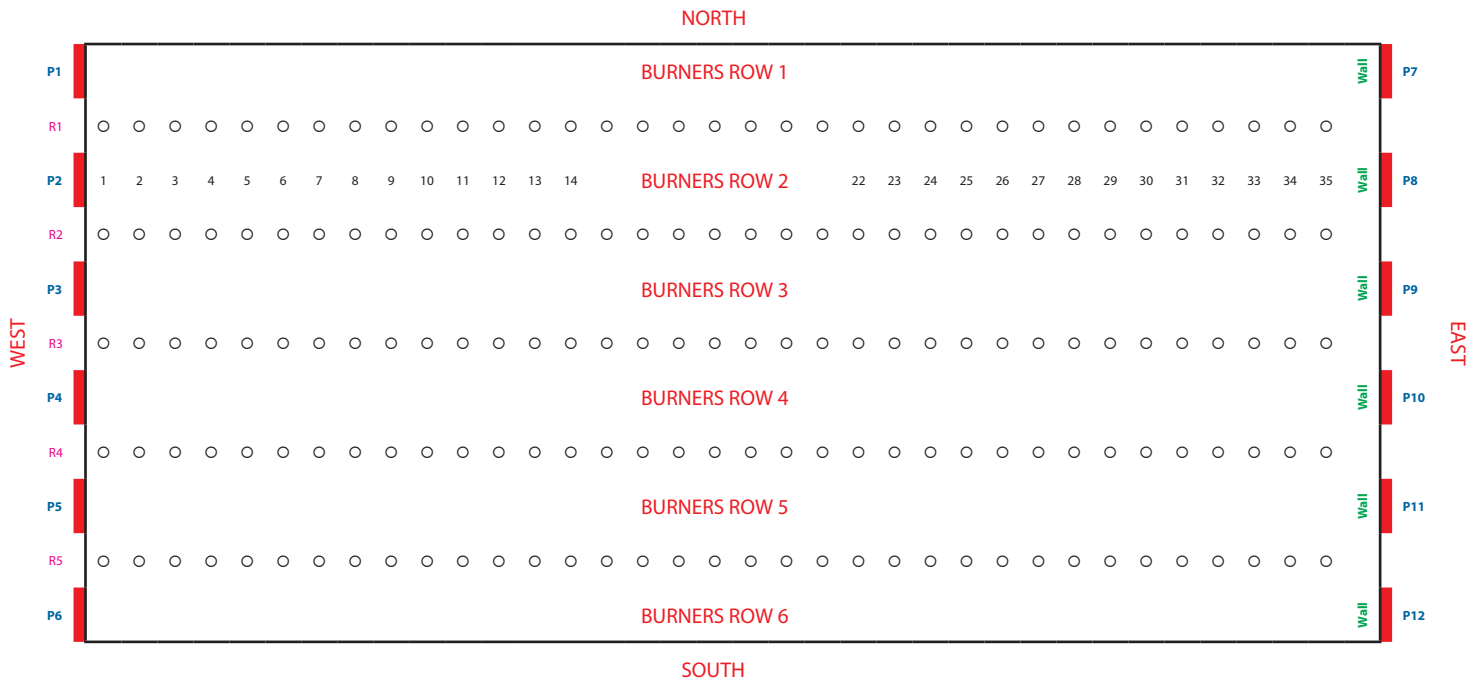 NORTH
P1 BURNERS ROW 1 Wall P7
R1
P2 1 2 3 4 5 6 7 8 9 10 11 12 13 14 BURNERS ROW 2 22 23 24 25 26 27 28 29 30 31 32 33 34 35 Wall P8
R2
P3 BURNERS ROW 3 Wall P9
WEST
R3
EAST
P4 BURNERS ROW 4 Wall P10
R4
P5 BURNERS ROW 5 Wall P11
R5
P6 BURNERS ROW 6 Wall P12
SOUTH